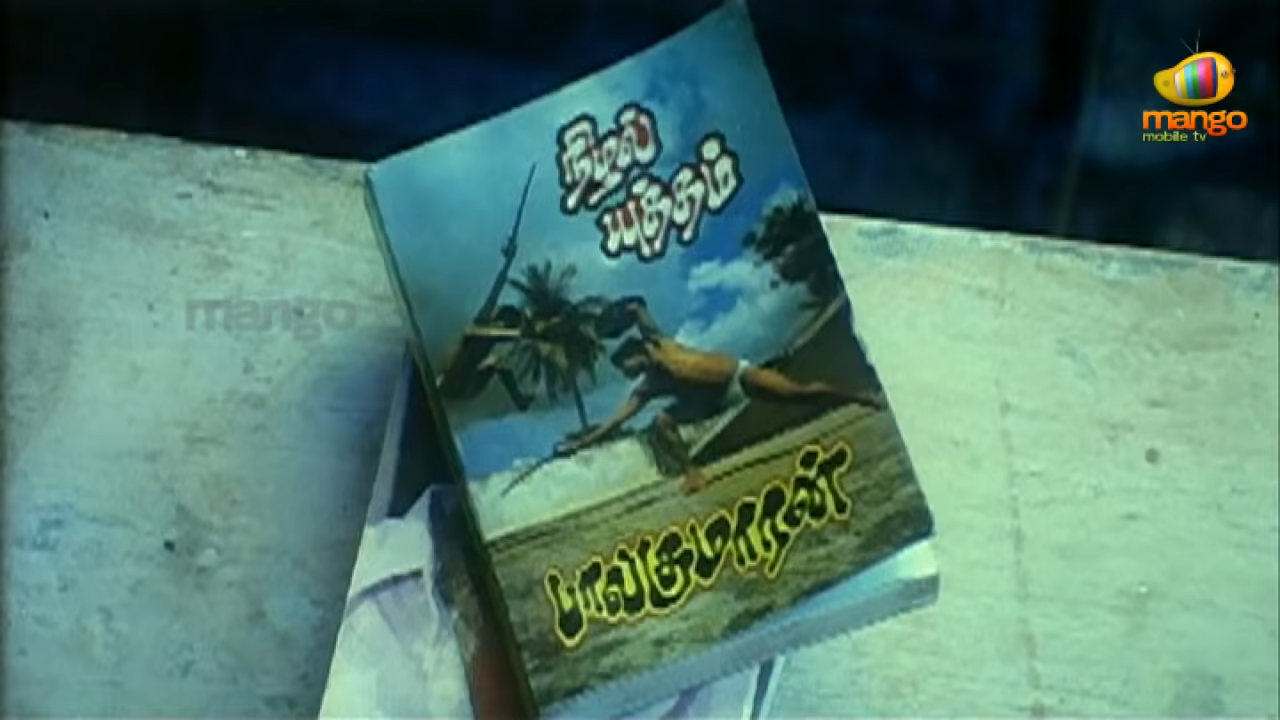 நிழல்
யுத்தம்
பாலகுமாரன்
mango
mobile tv
mango